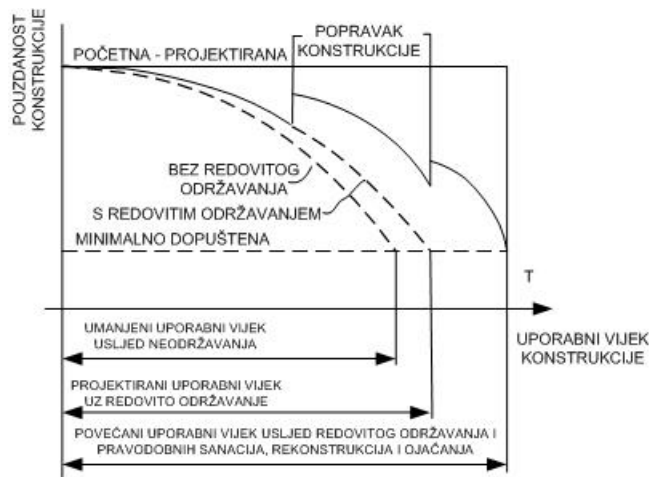 POUZDANOST
KONSTRUKCIJE
POČETNA - PROJEKTIRANA
POPRAVAK
KONSTRUKCIJE
BEZ REDOVITOG
ODRŽAVANJA
S REDOVITIM ODRŽAVANJEM
MINIMALNO DOPUŠTENA
T
UPORABNI VIJEK
KONSTRUKCIJE
UMANJENI UPORABNI VIJEK
USLJED NEODRŽAVANJA
PROJEKTIRANI UPORABNI VIJEK
UZ REDOVITO ODRŽAVANJE
POVEĆANI UPORABNI VIJEK USLJED REDOVITOG ODRŽAVANJA I
PRAVODOBNIH SANACIJA, REKONSTRUKCIJA I OJAČANJA